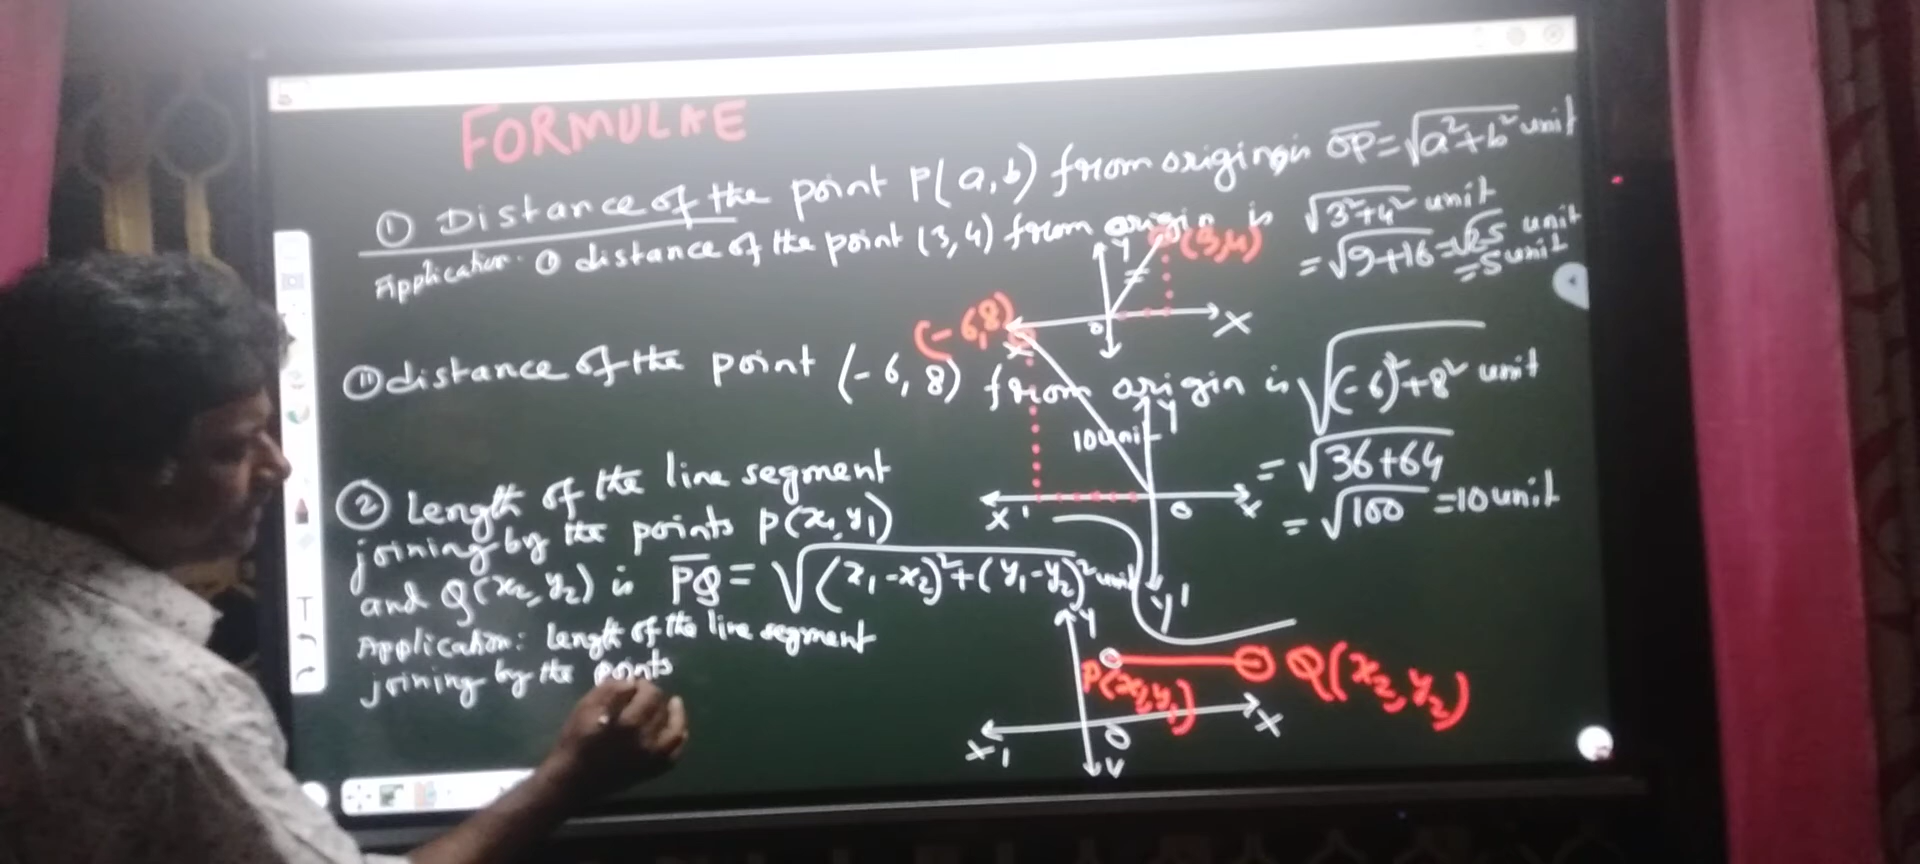 FORMULAE
① Distance of the point P(a,b) from origin is OP̅ = √(a²+b²) unit
Application. ① distance of the point (3,4) from origin is √(3²+4²) unit
= √(9+16) = √25 unit
= 5 unit
Y
(3,4)
O
X
(-6,8)
X'
⑪ distance of the point (-6, 8) from origin is √((-6)²+8²) unit
Y
10 unit
= √(36+64)
= √100 = 10 unit
X'
O
X
Y'
② Length of the line segment
joining by the points P(x₁, y₁)
and Q(x₂, y₂) is P̅Q̅ = √((x₁-x₂)²+(y₁-y₂)²) unit
Application: length of the line segment
joining by the points
Y
P(x₁,y₁)
Q(x₂,y₂)
X'
O
X
T